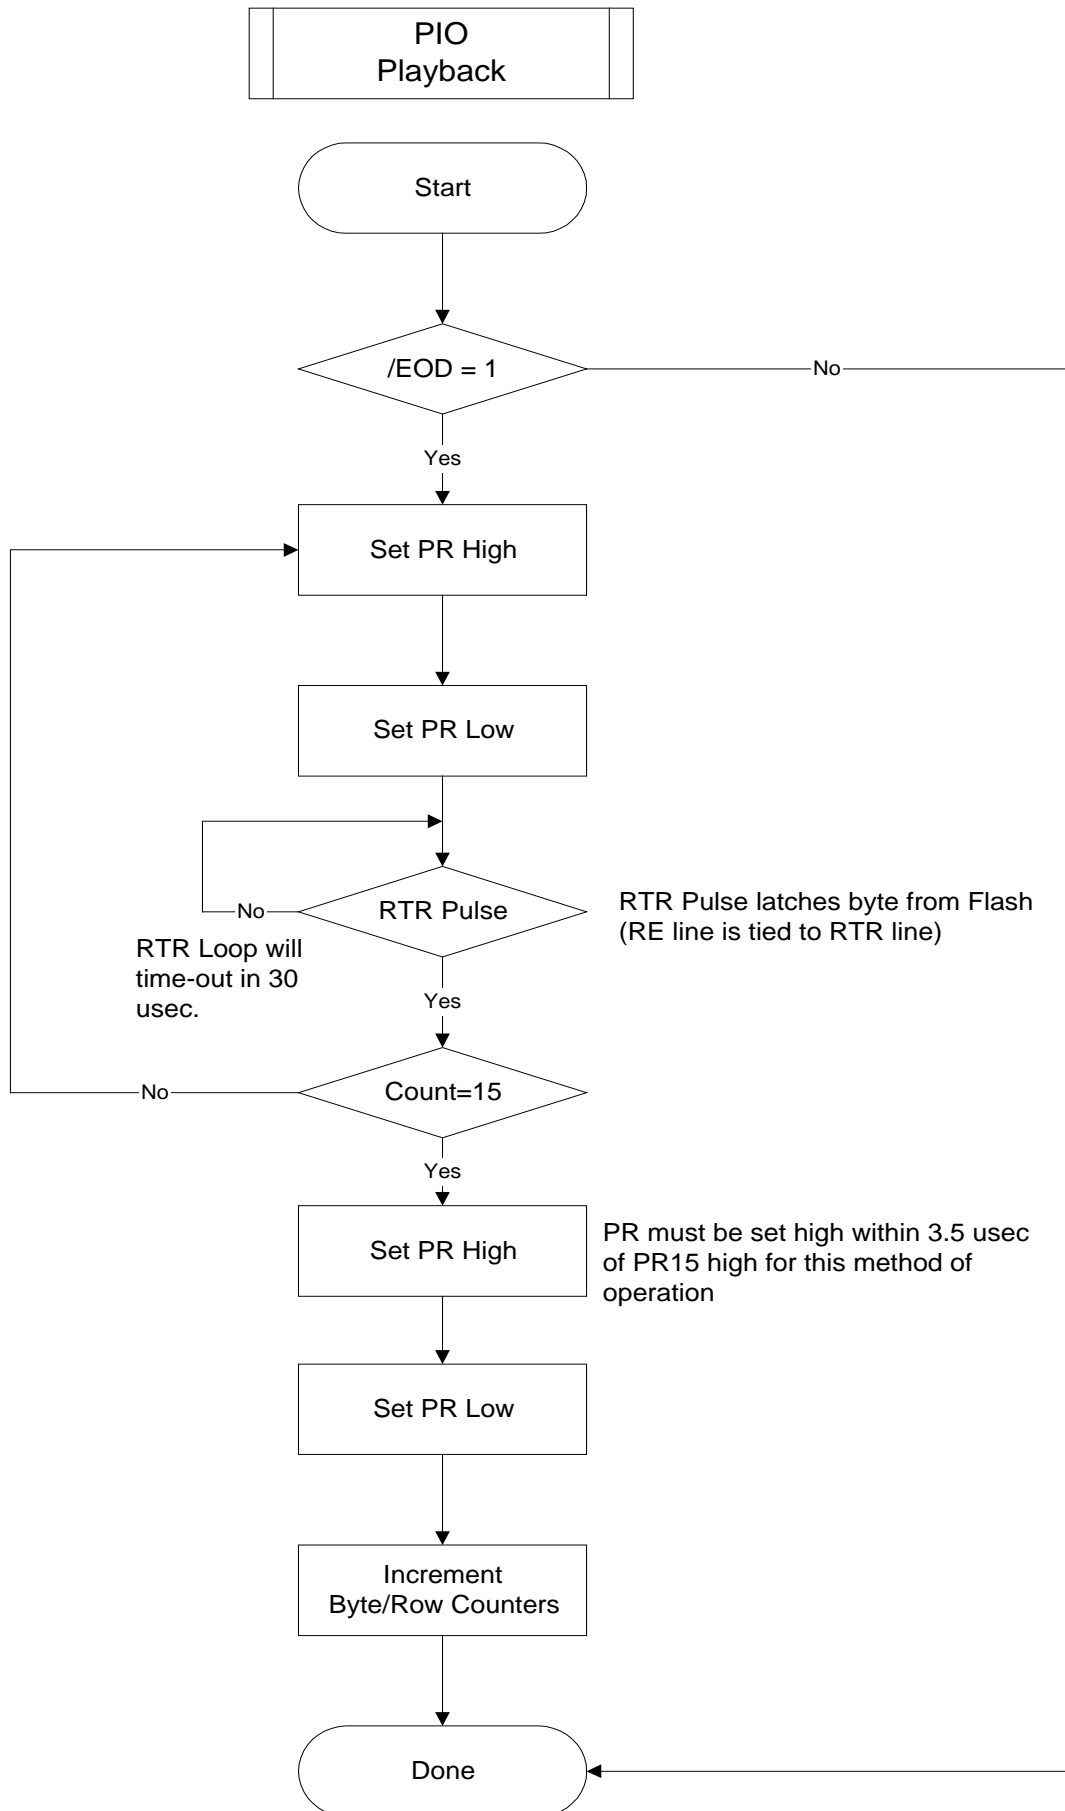 PIO
Playback
Start
/EOD = 1
No
Yes
Set PR High
Set PR Low
RTR Pulse
No
RTR Pulse latches byte from Flash
(RE line is tied to RTR line)
RTR Loop will
time-out in 30
usec.
Yes
Count=15
No
Yes
Set PR High
PR must be set high within 3.5 usec
of PR15 high for this method of
operation
Set PR Low
Increment
Byte/Row Counters
Done